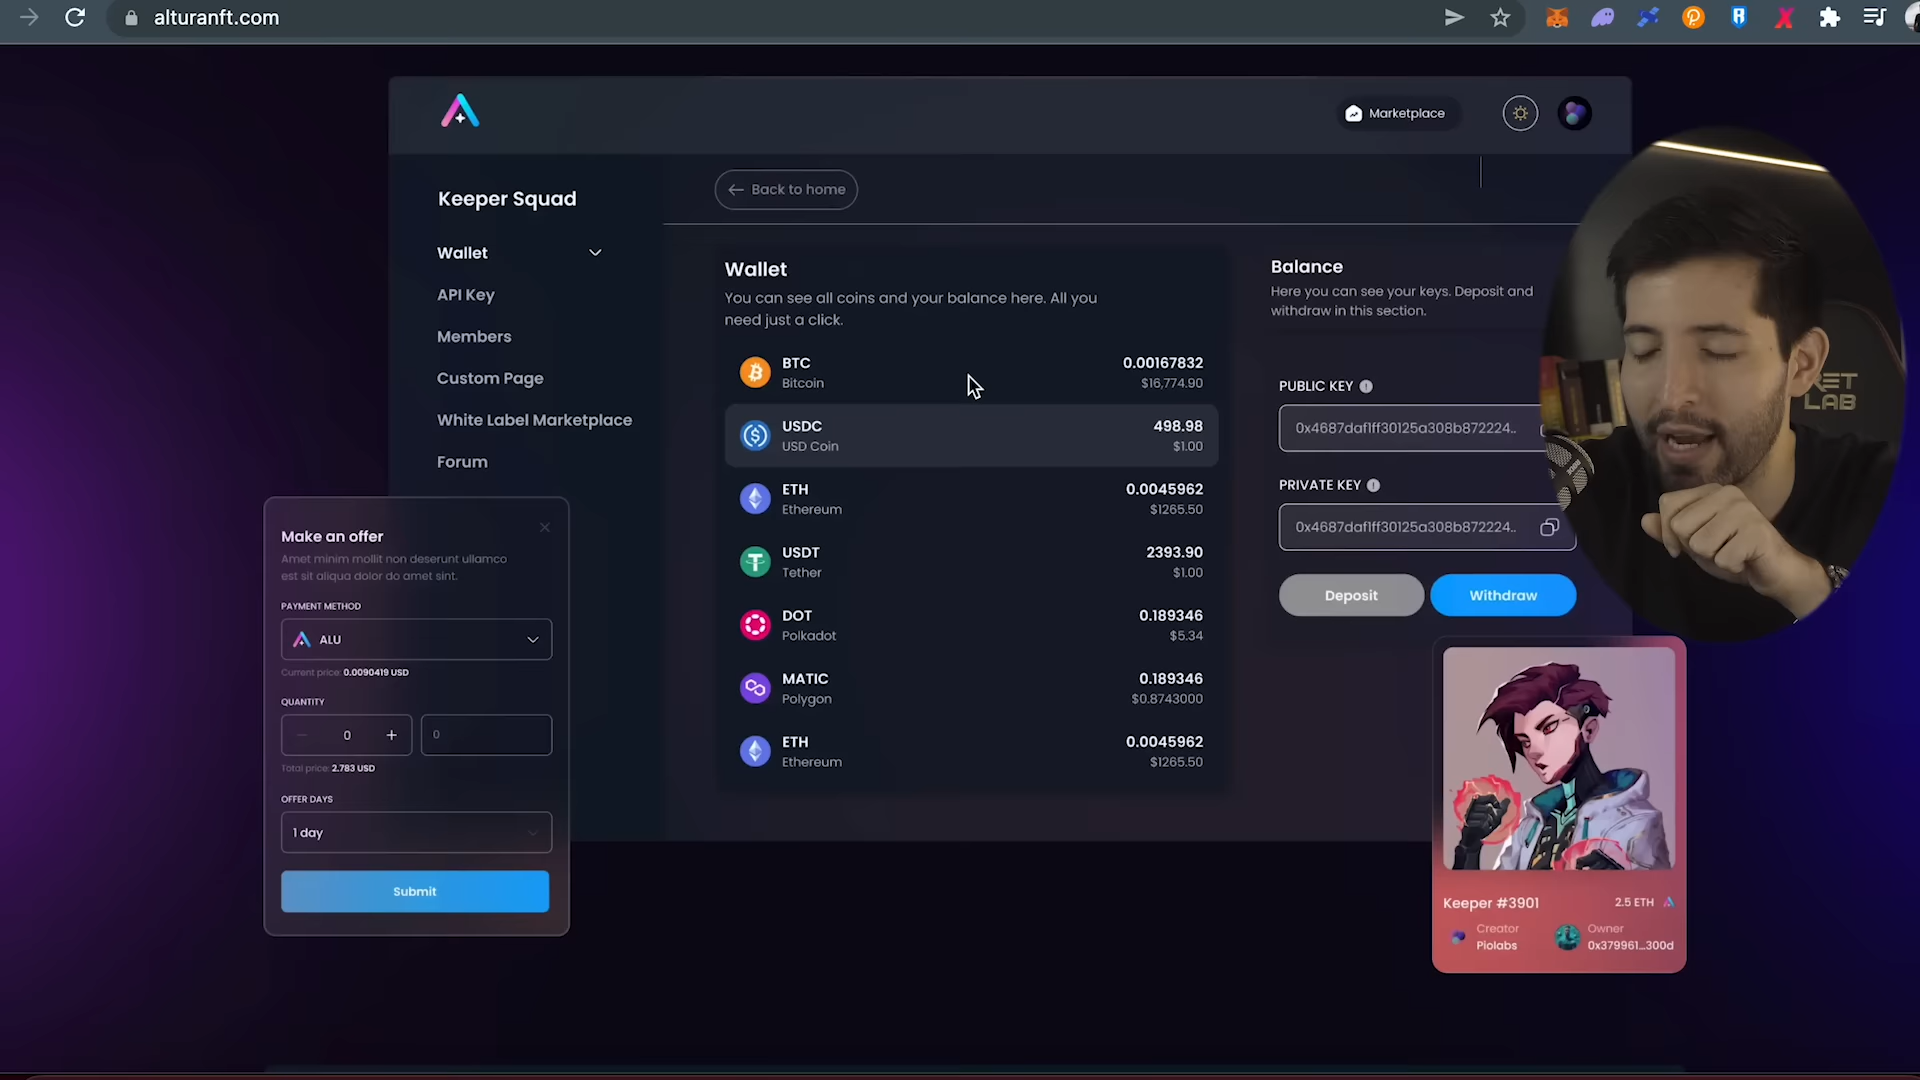 alturanft.com
Marketplace
Keeper Squad
Wallet
API Key
Members
Custom Page
White Label Marketplace
Forum
Back to home
Wallet
You can see all coins and your balance here. All you
need just a click.
BTC 0.00167832
Bitcoin $16,774.90
USDC 498.98
USD Coin $1.00
ETH 0.0045962
Ethereum $1265.50
USDT 2393.90
Tether $1.00
DOT 0.189346
Polkadot $5.34
MATIC 0.189346
Polygon $0.8743000
ETH 0.0045962
Ethereum $1265.50
Balance
Here you can see your keys. Deposit and
withdraw in this section.
PUBLIC KEY
0x4687daf1ff30125a308b872224..
PRIVATE KEY
0x4687daf1ff30125a308b872224..
Deposit Withdraw
LAB
Make an offer
Amet minim mollit non deserunt ullamco
est sit aliqua dolor do amet sint.
PAYMENT METHOD
ALU
Current price: 0.0090419 USD
QUANTITY
0 + 0
Total price: 2.783 USD
OFFER DAYS
1 day
Submit
Keeper #3901 2.5 ETH
Creator Owner
Piolabs 0x379961...300d